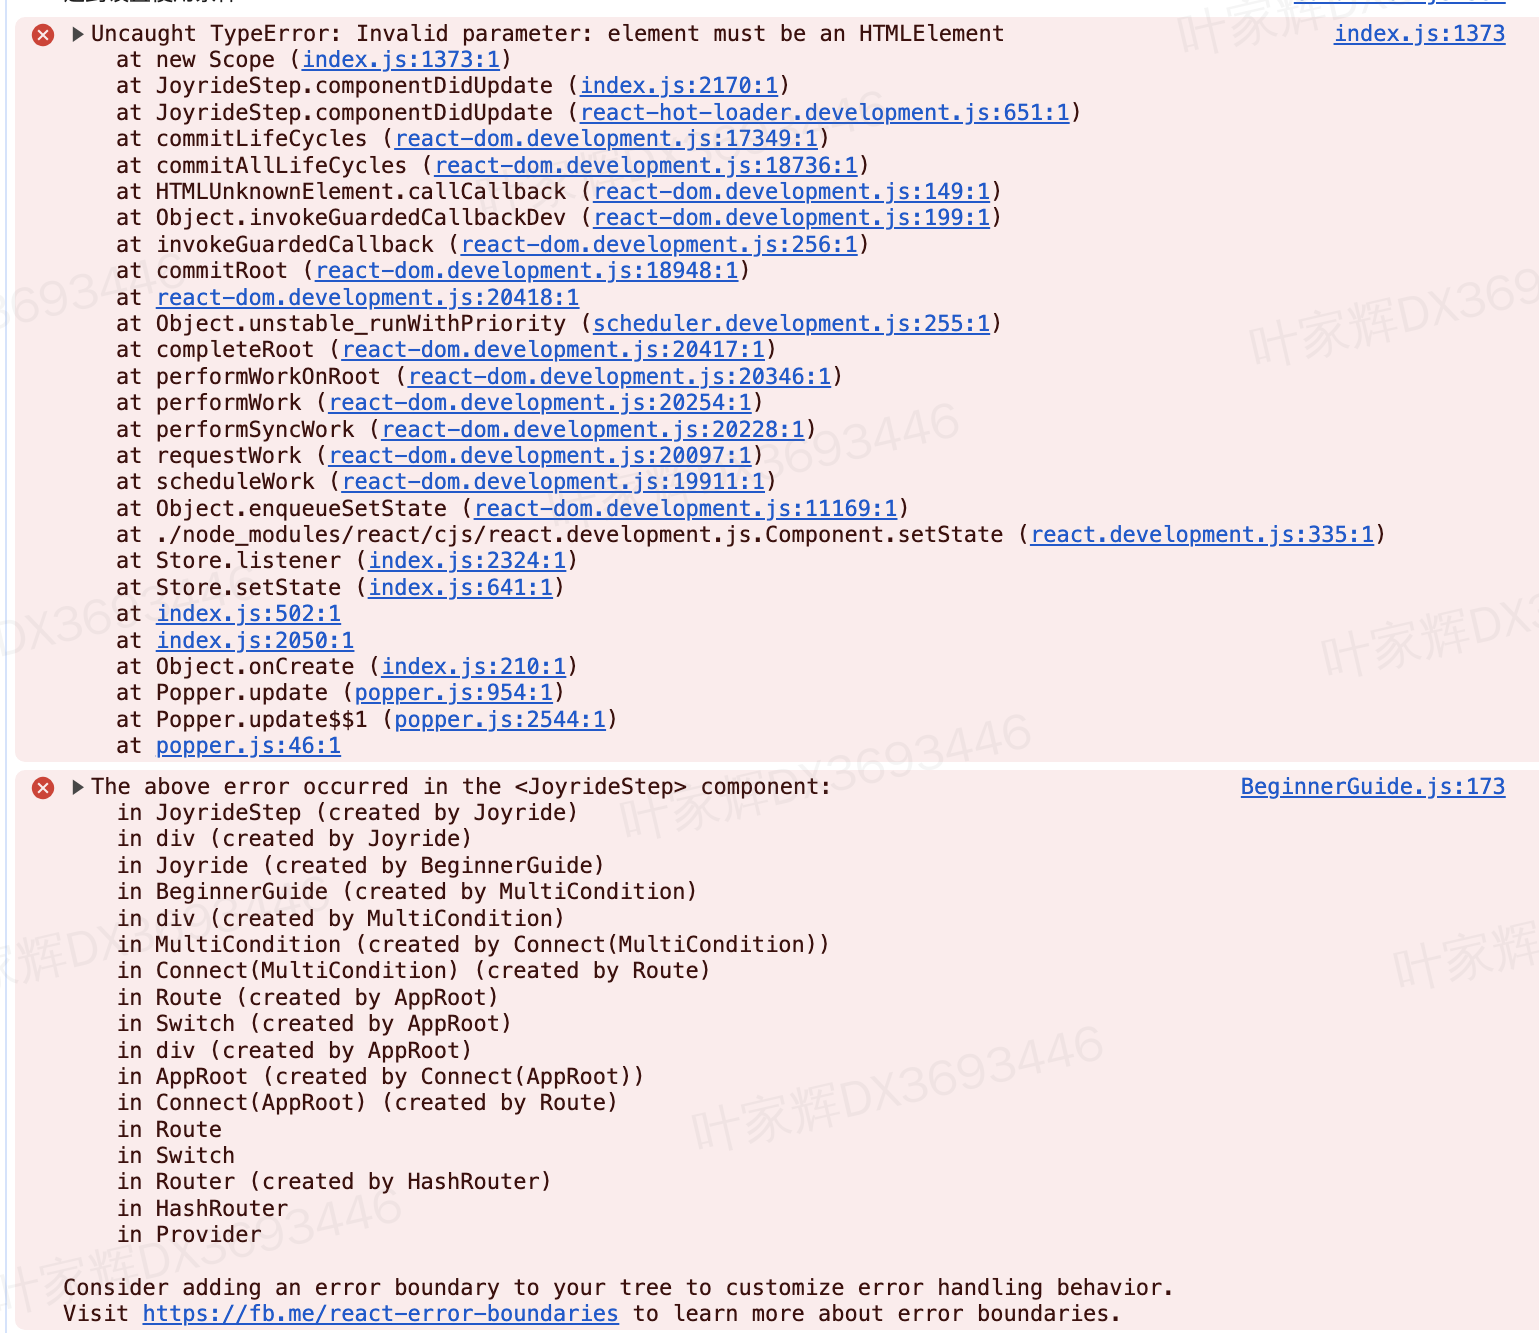 Uncaught TypeError: Invalid parameter: element must be an HTMLElement index.js:1373
at new Scope (index.js:1373:1)
at JoyrideStep.componentDidUpdate (index.js:2170:1)
at JoyrideStep.componentDidUpdate (react-hot-loader.development.js:651:1)
at commitLifeCycles (react-dom.development.js:17349:1)
at commitAllLifeCycles (react-dom.development.js:18736:1)
at HTMLUnknownElement.callCallback (react-dom.development.js:149:1)
at Object.invokeGuardedCallbackDev (react-dom.development.js:199:1)
at invokeGuardedCallback (react-dom.development.js:256:1)
at commitRoot (react-dom.development.js:18948:1)
at react-dom.development.js:20418:1
at Object.unstable_runWithPriority (scheduler.development.js:255:1)
at completeRoot (react-dom.development.js:20417:1)
at performWorkOnRoot (react-dom.development.js:20346:1)
at performWork (react-dom.development.js:20254:1)
at performSyncWork (react-dom.development.js:20228:1)
at requestWork (react-dom.development.js:20097:1)
at scheduleWork (react-dom.development.js:19911:1)
at Object.enqueueSetState (react-dom.development.js:11169:1)
at ./node_modules/react/cjs/react.development.js.Component.setState (react.development.js:335:1)
at Store.listener (index.js:2324:1)
at Store.setState (index.js:641:1)
at index.js:502:1
at index.js:2050:1
at Object.onCreate (index.js:210:1)
at Popper.update (popper.js:954:1)
at Popper.update$$1 (popper.js:2544:1)
at popper.js:46:1
The above error occurred in the <JoyrideStep> component: BeginnerGuide.js:173
in JoyrideStep (created by Joyride)
in div (created by Joyride)
in Joyride (created by BeginnerGuide)
in BeginnerGuide (created by MultiCondition)
in div (created by MultiCondition)
in MultiCondition (created by Connect(MultiCondition))
in Connect(MultiCondition) (created by Route)
in Route (created by AppRoot)
in Switch (created by AppRoot)
in div (created by AppRoot)
in AppRoot (created by Connect(AppRoot))
in Connect(AppRoot) (created by Route)
in Route
in Switch
in Router (created by HashRouter)
in HashRouter
in Provider
Consider adding an error boundary to your tree to customize error handling behavior.
Visit https://fb.me/react-error-boundaries to learn more about error boundaries.
叶家辉DX3693446